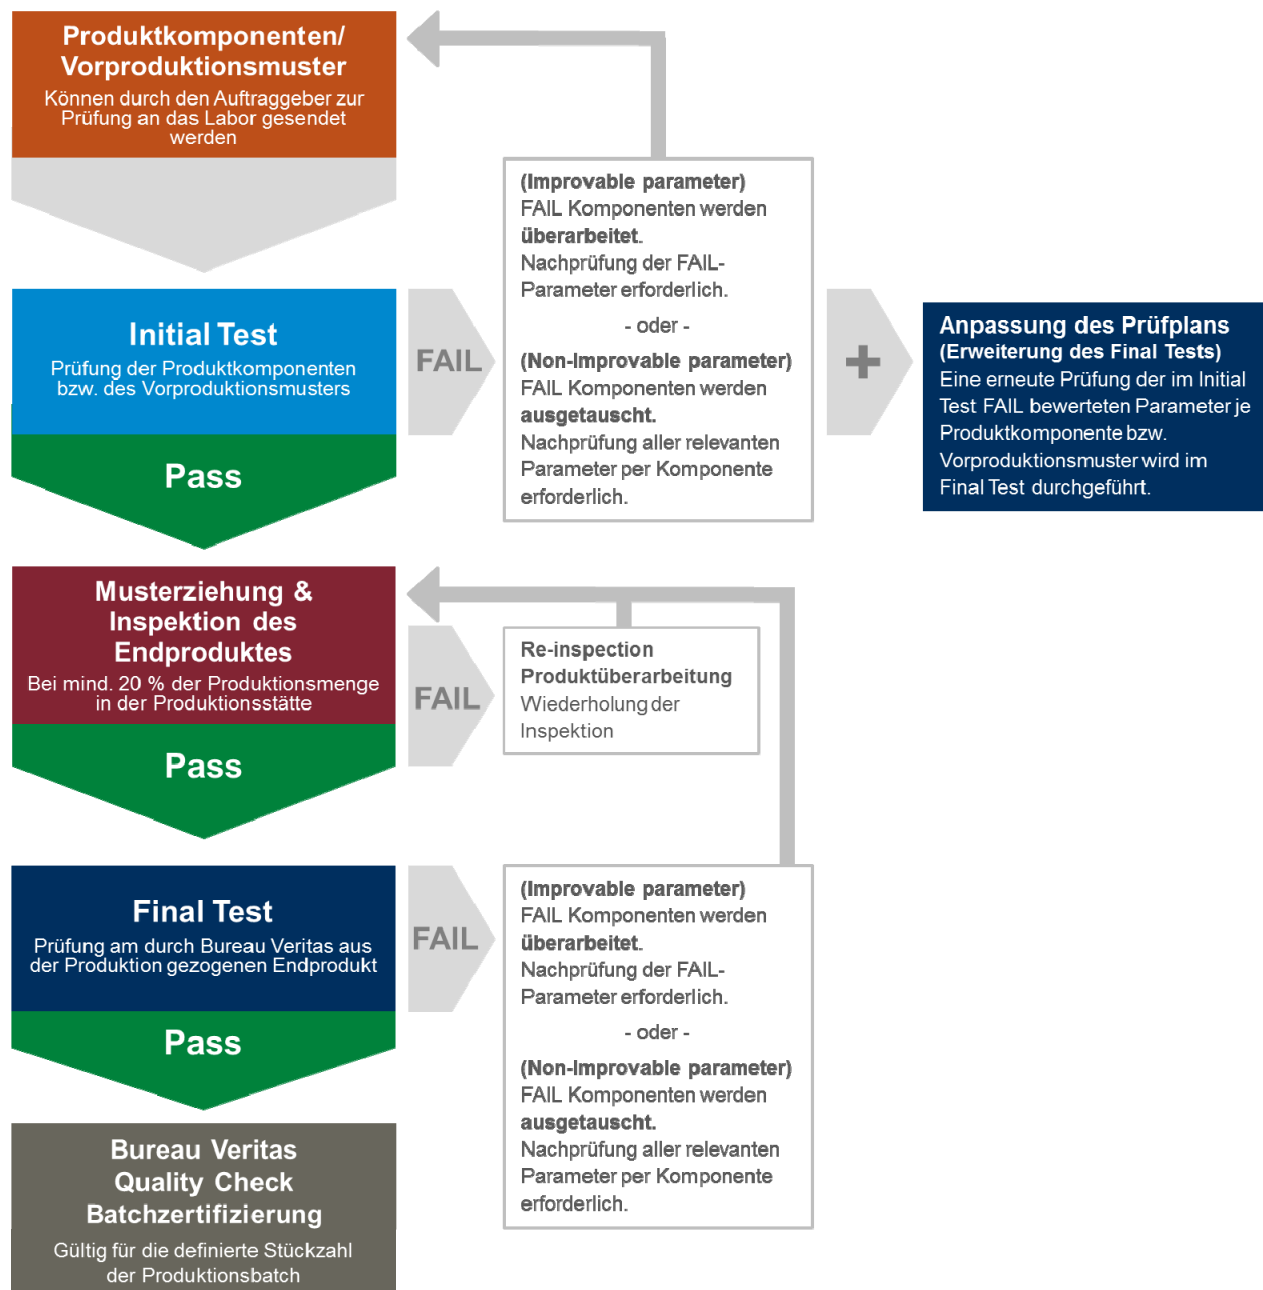 Produktkomponenten/
Vorproduktionsmuster
Können durch den Auftraggeber zur
Prüfung an das Labor gesendet
werden
Initial Test
Prüfung der Produktkomponenten
bzw. des Vorproduktionsmusters
Pass
FAIL
(Improvable parameter)
FAIL Komponenten werden
überarbeitet.
Nachprüfung der FAIL-
Parameter erforderlich.
- oder -
(Non-Improvable parameter)
FAIL Komponenten werden
ausgetauscht.
Nachprüfung aller relevanten
Parameter per Komponente
erforderlich.
+
Anpassung des Prüfplans
(Erweiterung des Final Tests)
Eine erneute Prüfung der im Initial
Test FAIL bewerteten Parameter je
Produktkomponente bzw.
Vorproduktionsmuster wird im
Final Test durchgeführt.
Musterziehung &
Inspektion des
Endproduktes
Bei mind. 20 % der Produktionsmenge
in der Produktionsstätte
Pass
FAIL
Re-inspection
Produktüberarbeitung
Wiederholung der
Inspektion
Final Test
Prüfung am durch Bureau Veritas aus
der Produktion gezogenen Endprodukt
Pass
FAIL
(Improvable parameter)
FAIL Komponenten werden
überarbeitet.
Nachprüfung der FAIL-
Parameter erforderlich.
- oder -
(Non-Improvable parameter)
FAIL Komponenten werden
ausgetauscht.
Nachprüfung aller relevanten
Parameter per Komponente
erforderlich.
Bureau Veritas
Quality Check
Batchzertifizierung
Gültig für die definierte Stückzahl
der Produktionsbatch